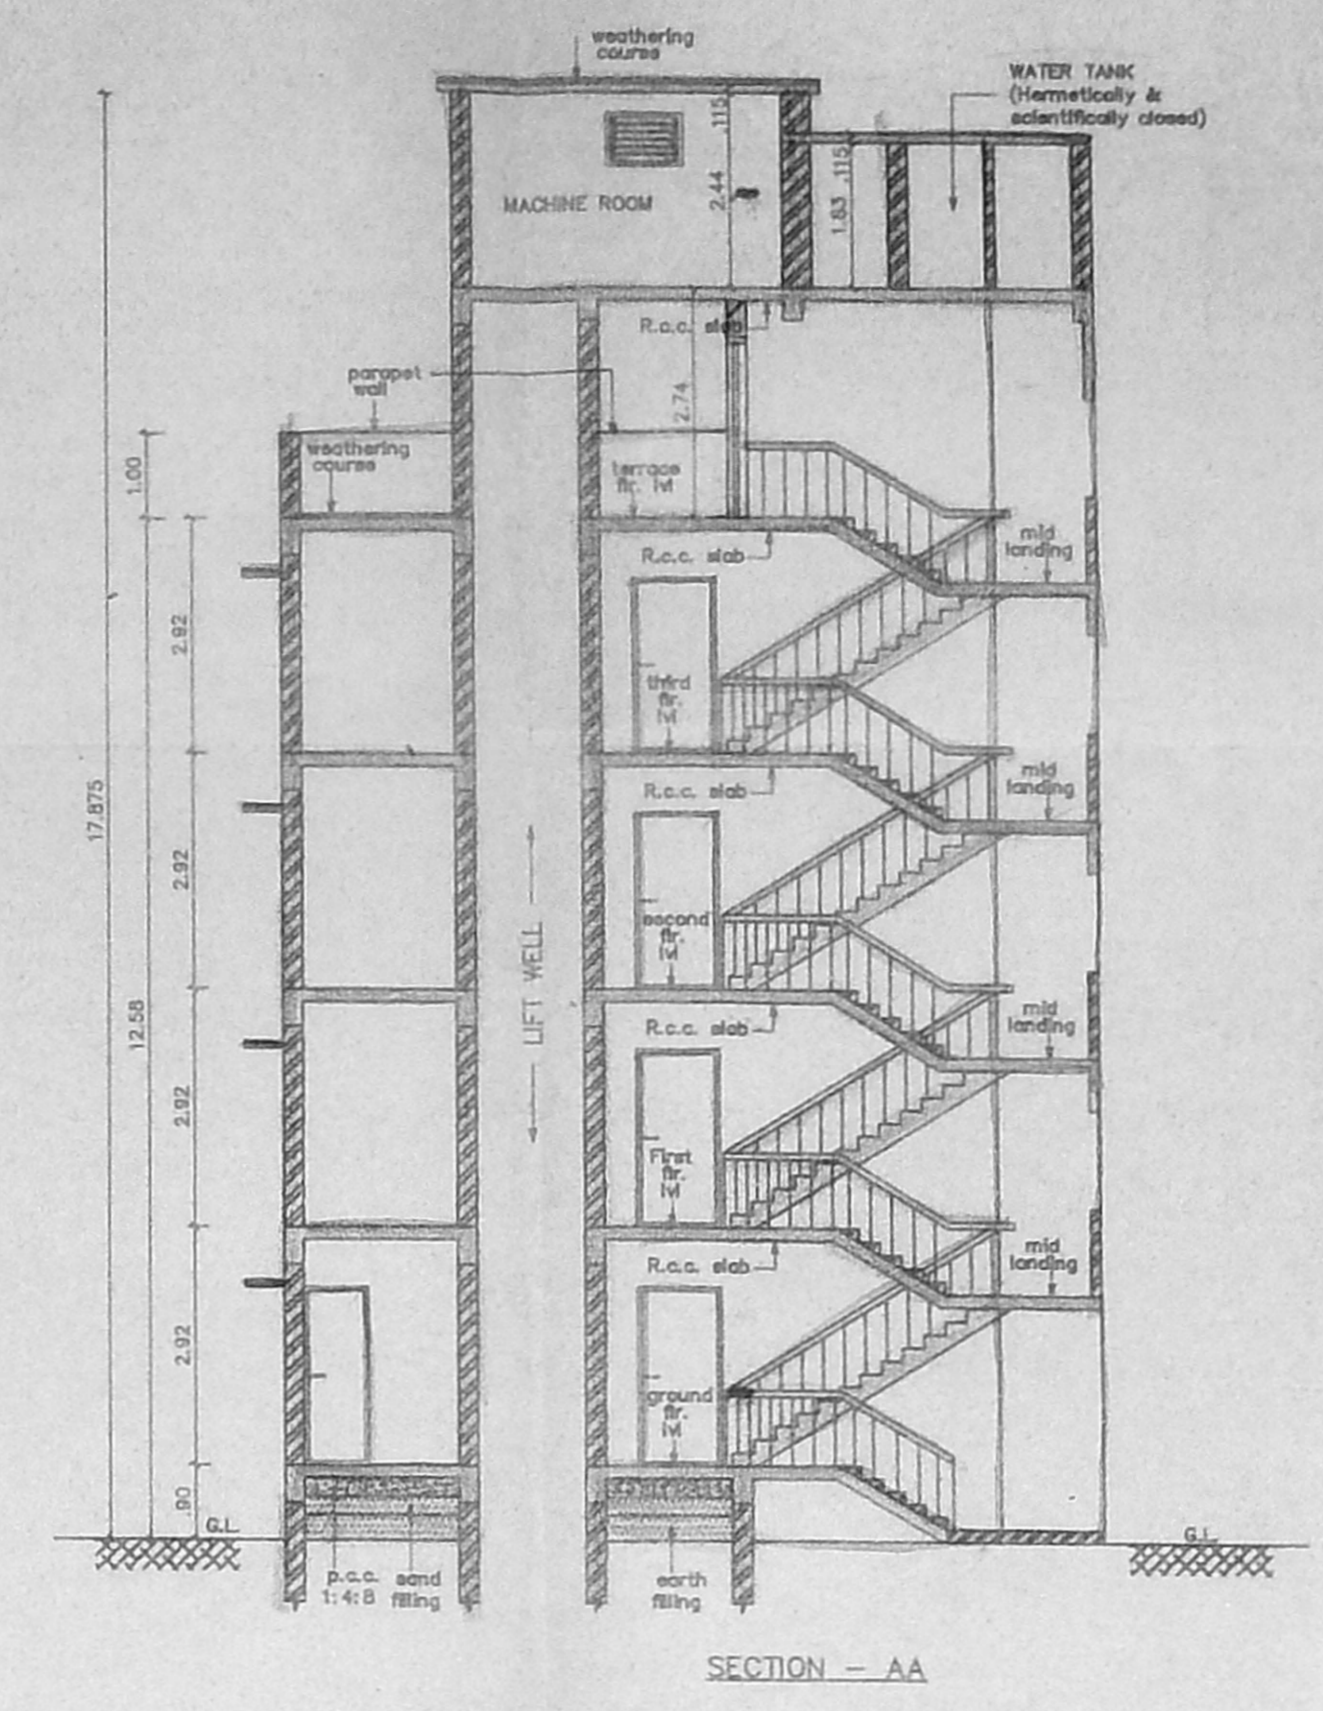 weathering
course
WATER TANK
(Hermetically &
scientifically closed)
.115
2.44
MACHINE ROOM
.115
1.83
R.c.c. slab
parapet
wall
2.74
weathering
course
1.00
terrace
flr. lvl
mid
landing
R.c.c. slab
2.92
third
flr.
lvl
mid
landing
R.c.c. slab
17.875
2.92
second
flr.
lvl
LIFT WELL
12.58
mid
landing
R.c.c. slab
2.92
First
flr.
lvl
mid
landing
R.c.c. slab
2.92
ground
flr.
lvl
.90
G.L
G.L
p.c.c.
1:4:8
sand
filling
earth
filling
SECTION - AA